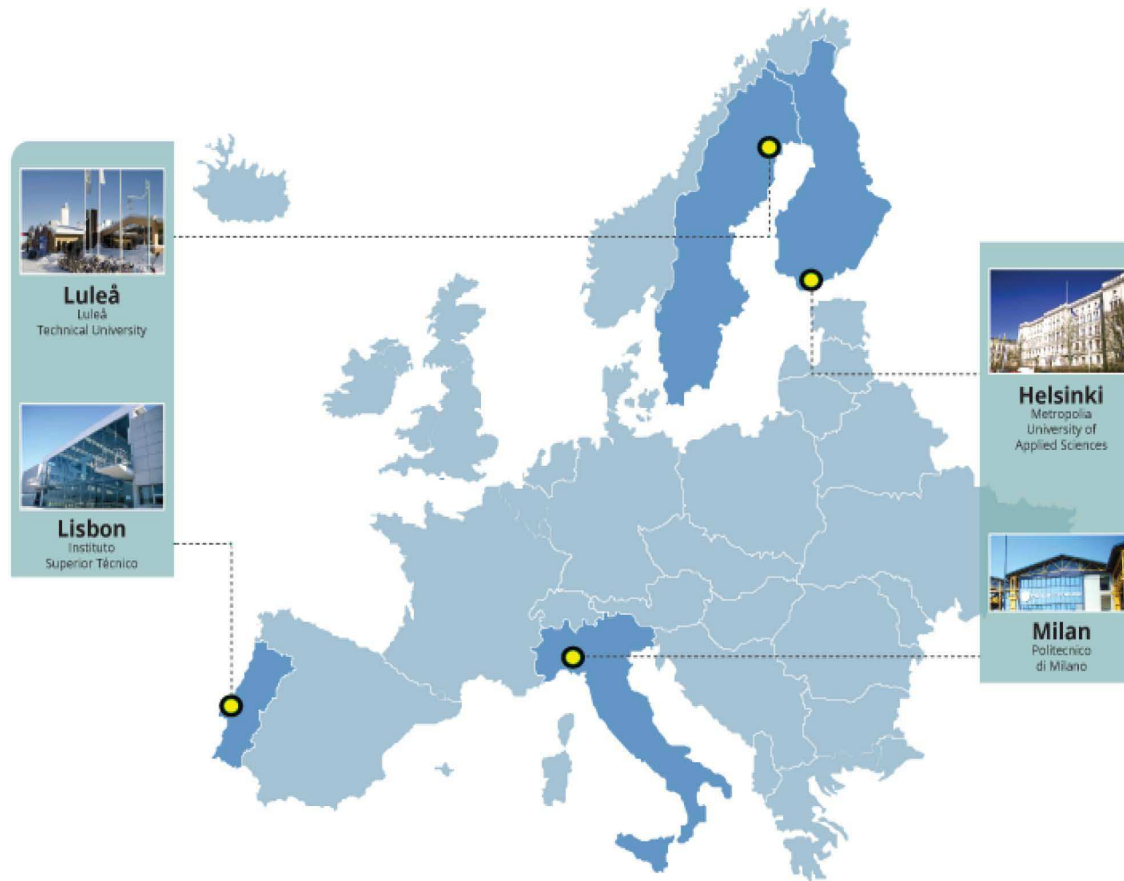 Luleå
Luleå
Technical University
Lisbon
Instituto
Superior Técnico
Helsinki
Metropolia
University of
Applied Sciences
Milan
Politecnico
di Milano